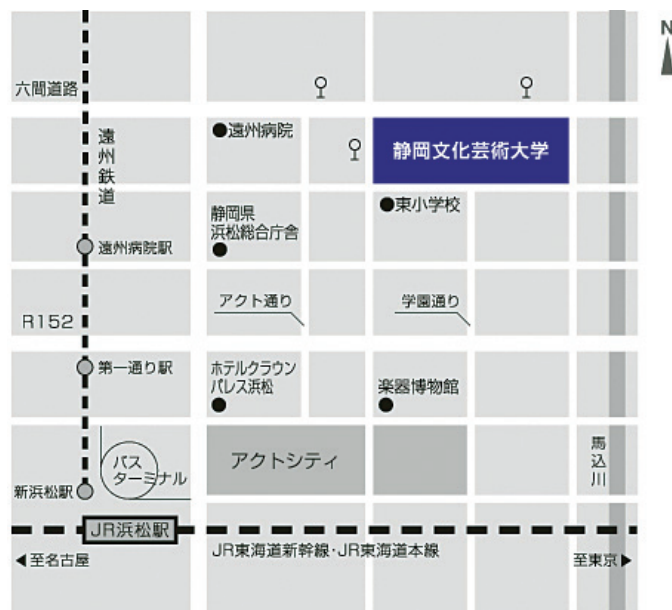 N
六間道路
遠州鉄道
●遠州病院
静岡文化芸術大学
静岡県
浜松総合庁舎
●東小学校
遠州病院駅
アクト通り
学園通り
R152
第一通り駅
ホテルクラウン
パレス浜松
楽器博物館
バス
ターミナル
アクトシティ
馬込川
新浜松駅
JR浜松駅
JR東海道新幹線・JR東海道本線
◀至名古屋
至東京▶